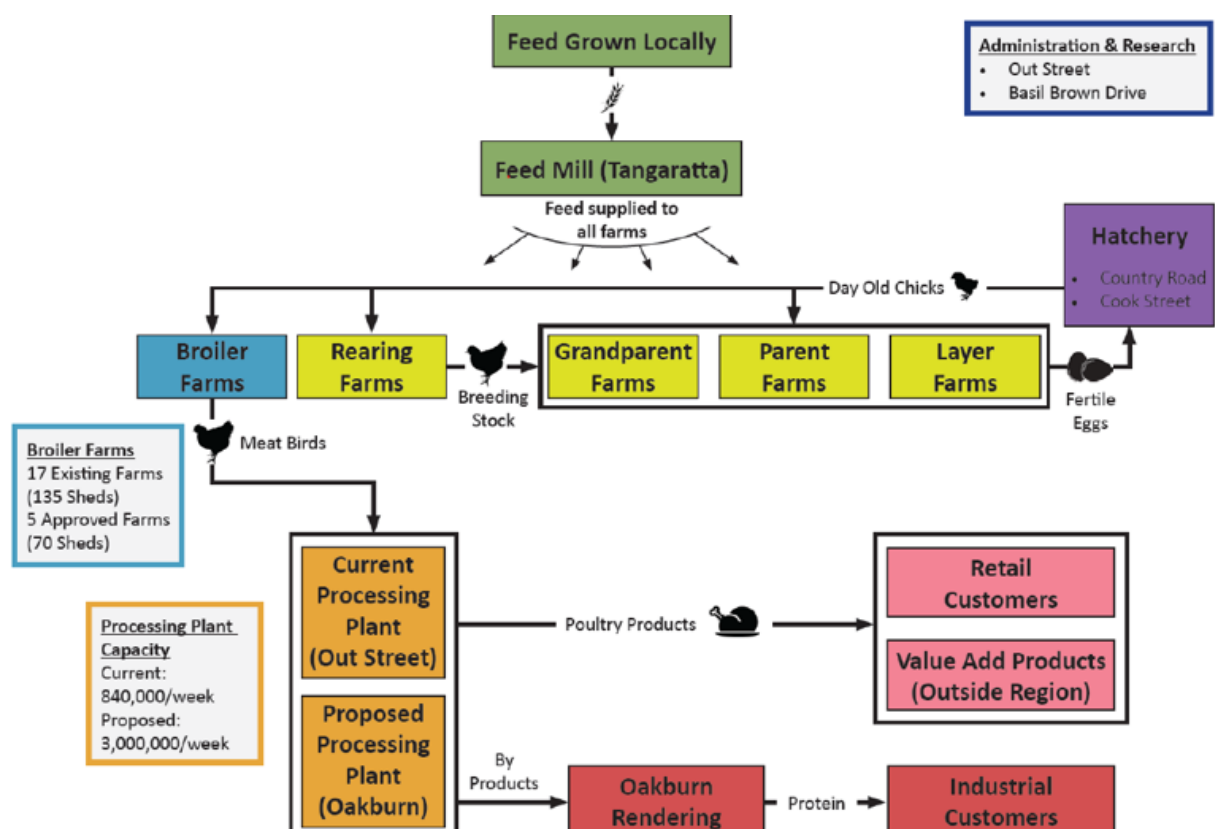 Feed Grown Locally
Administration & Research
• Out Street
• Basil Brown Drive
Feed Mill (Tangaratta)
Feed supplied to
all farms
Hatchery
• Country Road
• Cook Street
Day Old Chicks
Broiler
Farms
Rearing
Farms
Breeding
Stock
Grandparent
Farms
Parent
Farms
Layer
Farms
Fertile
Eggs
Meat Birds
Broiler Farms
17 Existing Farms
(135 Sheds)
5 Approved Farms
(70 Sheds)
Current
Processing
Plant
(Out Street)
Poultry Products
Retail
Customers
Value Add Products
(Outside Region)
Processing Plant
Capacity
Current:
840,000/week
Proposed:
3,000,000/week
Proposed
Processing
Plant
(Oakburn)
By
Products
Oakburn
Rendering
Protein
Industrial
Customers